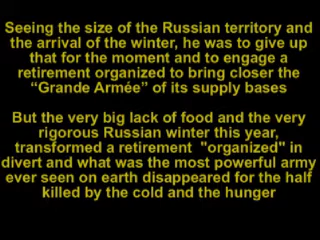 Seeing the size of the Russian territory and
the arrival of the winter, he was to give up
that for the moment and to engage a
retirement organized to bring closer the
“Grande Armée” of its supply bases
But the very big lack of food and the very
rigorous Russian winter this year,
transformed a retirement "organized" in
divert and what was the most powerful army
ever seen on earth disappeared for the half
killed by the cold and the hunger